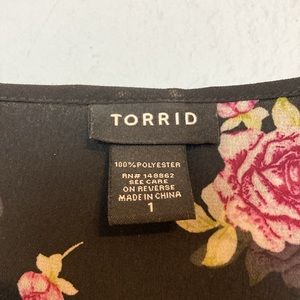 TORRID
100% POLYESTER
RN# 148862
SEE CARE
ON REVERSE
MADE IN CHINA
1